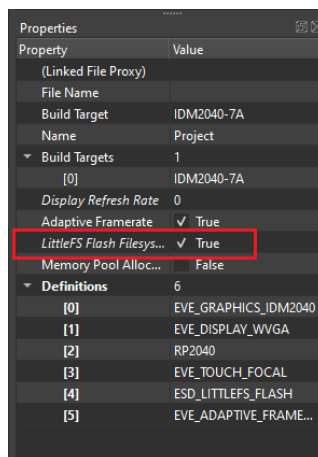 Properties
Property Value
(Linked File Proxy)
File Name
Build Target IDM2040-7A
Name Project
Build Targets 1
[0] IDM2040-7A
Display Refresh Rate 0
Adaptive Framerate True
LittleFS Flash Filesys... True
Memory Pool Alloc... False
Definitions 6
[0] EVE_GRAPHICS_IDM2040
[1] EVE_DISPLAY_WVGA
[2] RP2040
[3] EVE_TOUCH_FOCAL
[4] ESD_LITTLEFS_FLASH
[5] EVE_ADAPTIVE_FRAME...